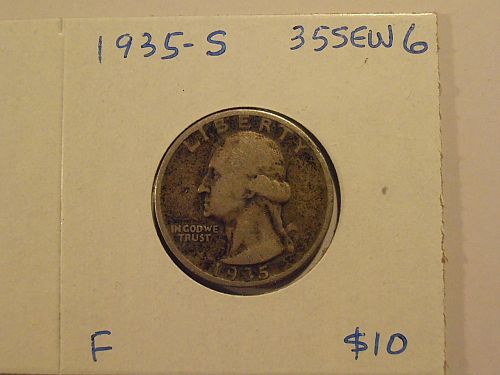 1935-S 35SEW6
LIBERTY
IN GOD WE
TRUST
1935
F $10